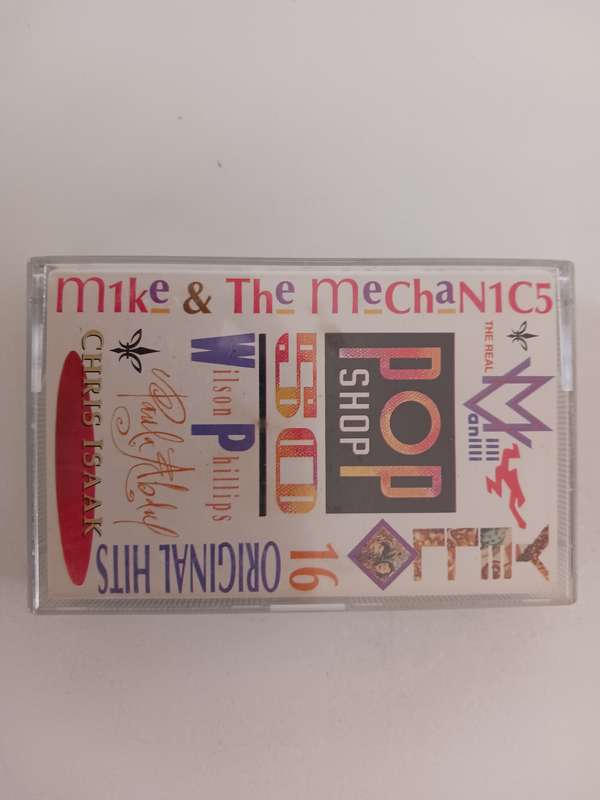 M1ke & The MeChaN1C5
THE REAL
Milli
Vanilli
POP
SHOP
50
Wilson Phillips
Paula Abdul
CHRIS ISAAK
YELLO
16
ORIGINAL HITS